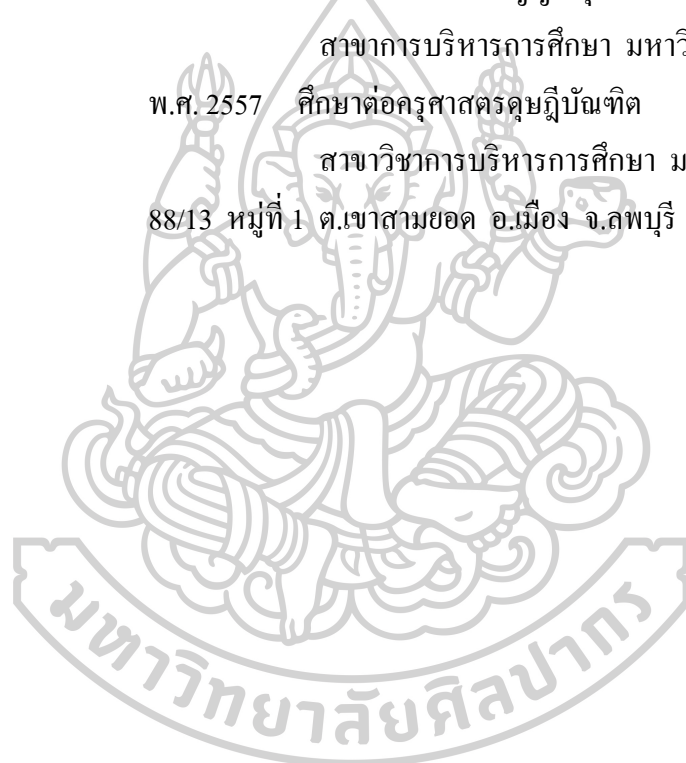 สาขาการบริหารการศึกษา
พ.ศ. 2557 ศึกษาต่อครุศาสตรดุษฎีบัณฑิต
สาขาวิชาการบริหารการศึกษา
88/13 หมู่ที่ 1 ต.เขาสามยอด อ.เมือง จ.ลพบุรี
มหาวิทยาลัยศิลปากร